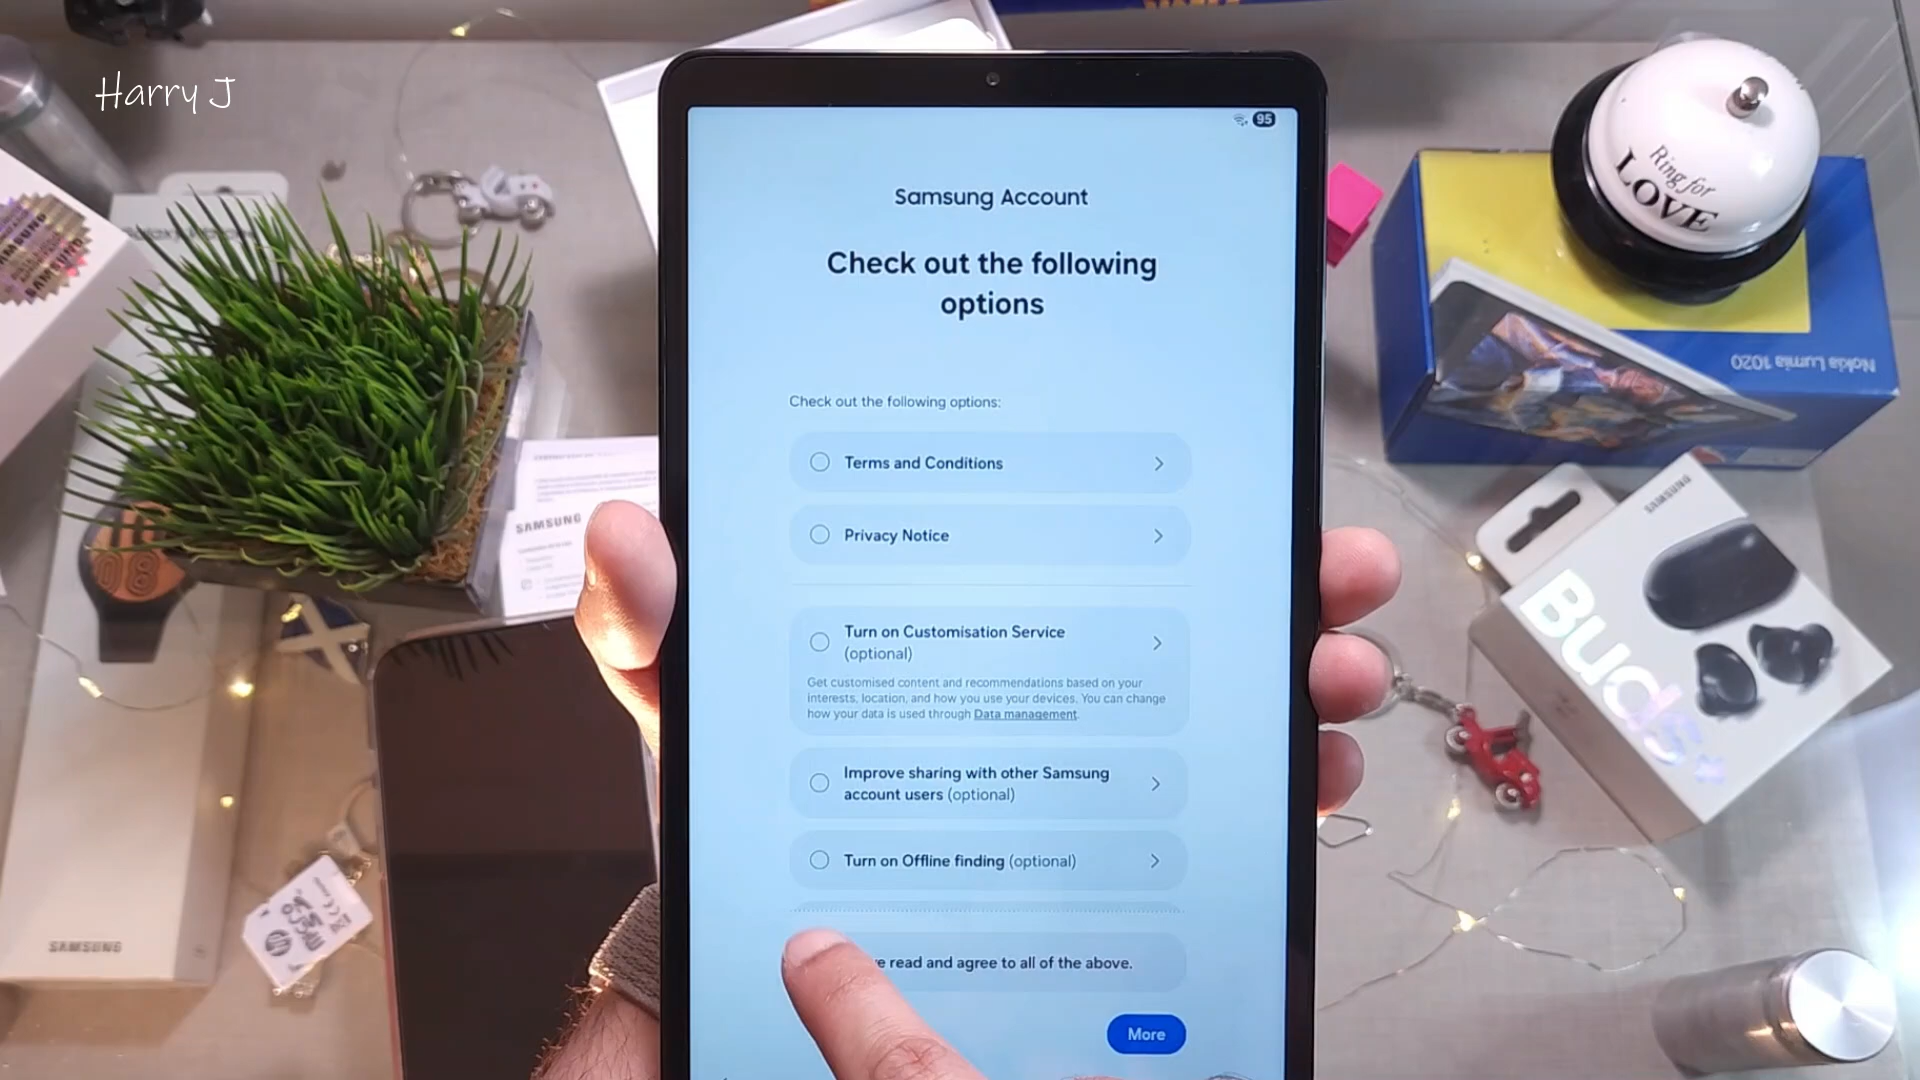 Harry J
95
Samsung Account
Check out the following
options
Check out the following options:
Terms and Conditions
Privacy Notice
Turn on Customisation Service
(optional)
Get customised content and recommendations based on your
interests, location, and how you use your devices. You can change
how your data is used through Data management.
Improve sharing with other Samsung
account users (optional)
Turn on Offline finding (optional)
read and agree to all of the above.
More
Ring for
LOVE
Nokia Lumia 1020
SAMSUNG
Buds+
SAMSUNG
SAMSUNG
SAMSUNG
SAMSUNG
08